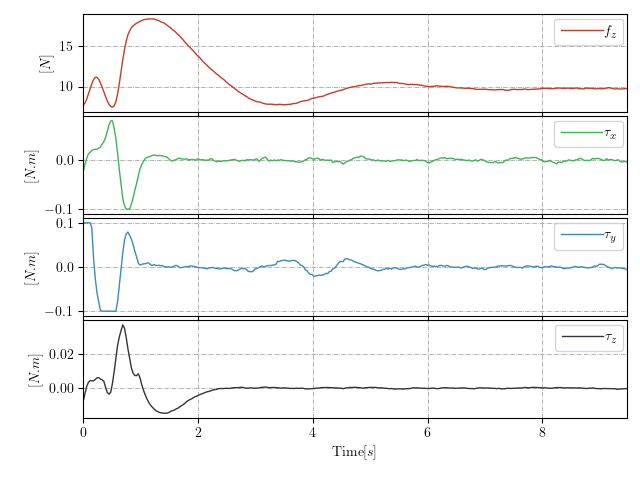 [N]
15
10
f_z
[N.m]
0.0
−0.1
τ_x
[N.m]
0.1
0.0
−0.1
τ_y
[N.m]
0.02
0.00
τ_z
0 2 4 6 8
Time[s]